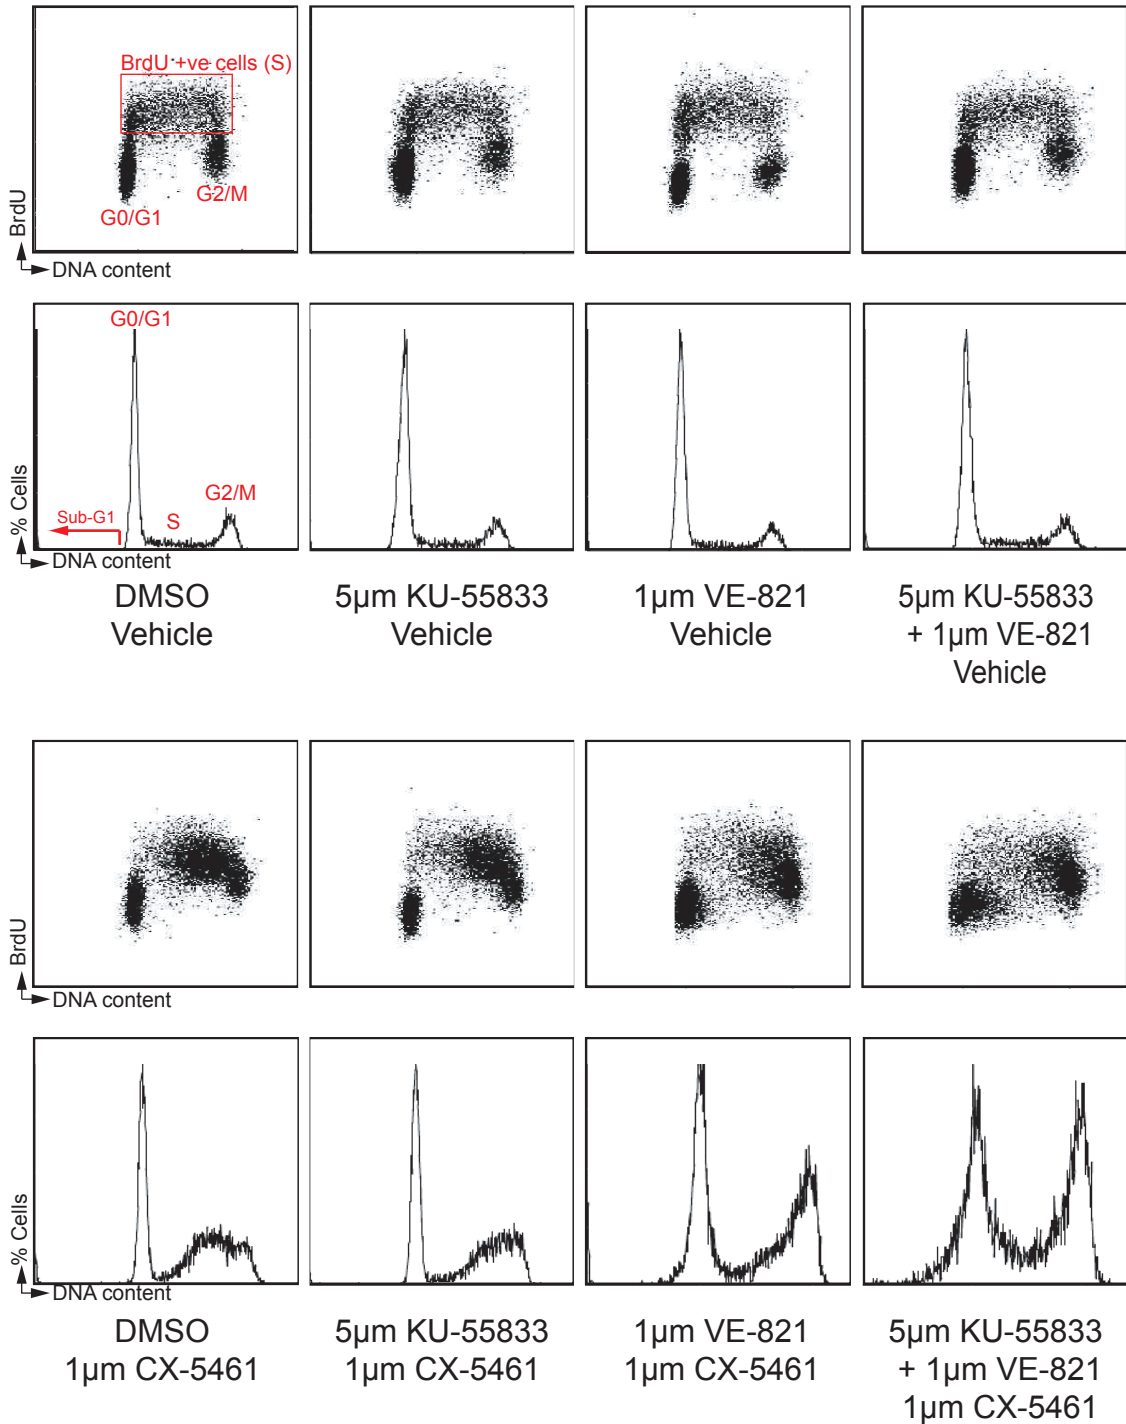 BrdU +ve cells (S)
G2/M
G0/G1
BrdU
DNA content
G0/G1
G2/M
Sub-G1
S
% Cells
DNA content
DMSO
Vehicle
5µm KU-55833
Vehicle
1µm VE-821
Vehicle
5µm KU-55833
+ 1µm VE-821
Vehicle
BrdU
DNA content
% Cells
DNA content
DMSO
1µm CX-5461
5µm KU-55833
1µm CX-5461
1µm VE-821
1µm CX-5461
5µm KU-55833
+ 1µm VE-821
1µm CX-5461